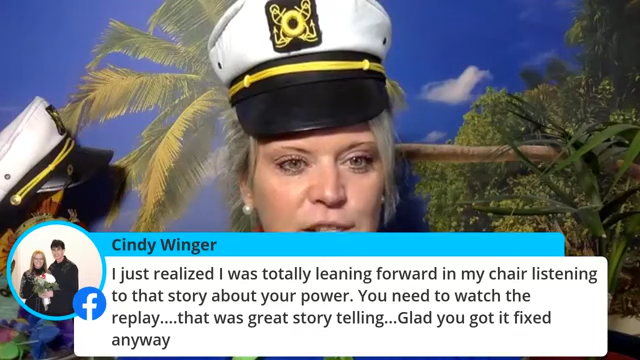 Cindy Winger
I just realized I was totally leaning forward in my chair listening
to that story about your power. You need to watch the
replay....that was great story telling...Glad you got it fixed
anyway